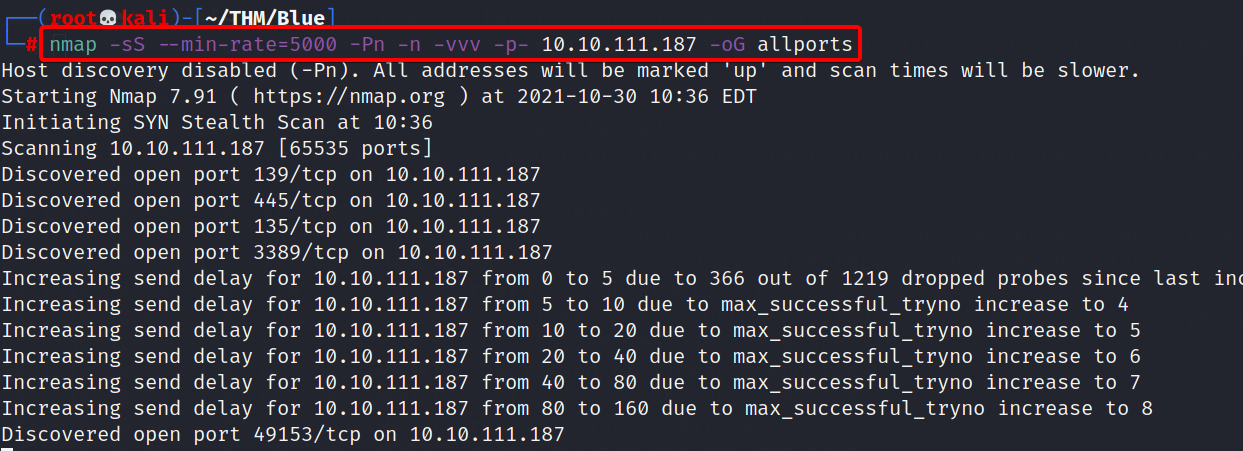 ┌──(root💀kali)-[~/THM/Blue]
└─# nmap -sS --min-rate=5000 -Pn -n -vvv -p- 10.10.111.187 -oG allports
Host discovery disabled (-Pn). All addresses will be marked 'up' and scan times will be slower.
Starting Nmap 7.91 ( https://nmap.org ) at 2021-10-30 10:36 EDT
Initiating SYN Stealth Scan at 10:36
Scanning 10.10.111.187 [65535 ports]
Discovered open port 139/tcp on 10.10.111.187
Discovered open port 445/tcp on 10.10.111.187
Discovered open port 135/tcp on 10.10.111.187
Discovered open port 3389/tcp on 10.10.111.187
Increasing send delay for 10.10.111.187 from 0 to 5 due to 366 out of 1219 dropped probes since last inc
Increasing send delay for 10.10.111.187 from 5 to 10 due to max_successful_tryno increase to 4
Increasing send delay for 10.10.111.187 from 10 to 20 due to max_successful_tryno increase to 5
Increasing send delay for 10.10.111.187 from 20 to 40 due to max_successful_tryno increase to 6
Increasing send delay for 10.10.111.187 from 40 to 80 due to max_successful_tryno increase to 7
Increasing send delay for 10.10.111.187 from 80 to 160 due to max_successful_tryno increase to 8
Discovered open port 49153/tcp on 10.10.111.187